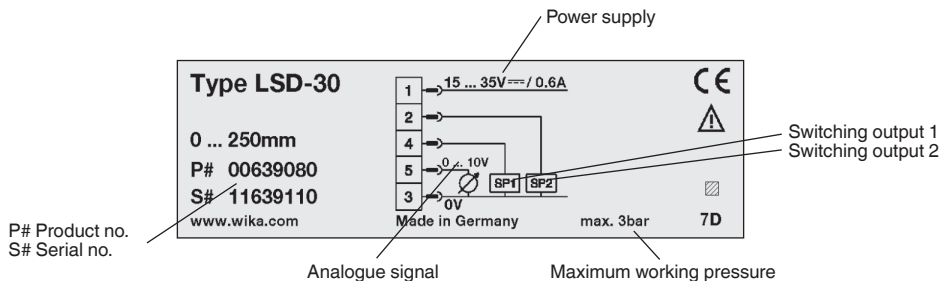 Power supply
Type LSD-30
1
15 ... 35V⎓/ 0.6A
CE
2
0 ... 250mm
4
Switching output 1
Switching output 2
P# 00639080
5
0 ... 10V
SP1
SP2
S# 11639110
3
0V
www.wika.com
Made in Germany
max. 3bar
7D
P# Product no.
S# Serial no.
Analogue signal
Maximum working pressure